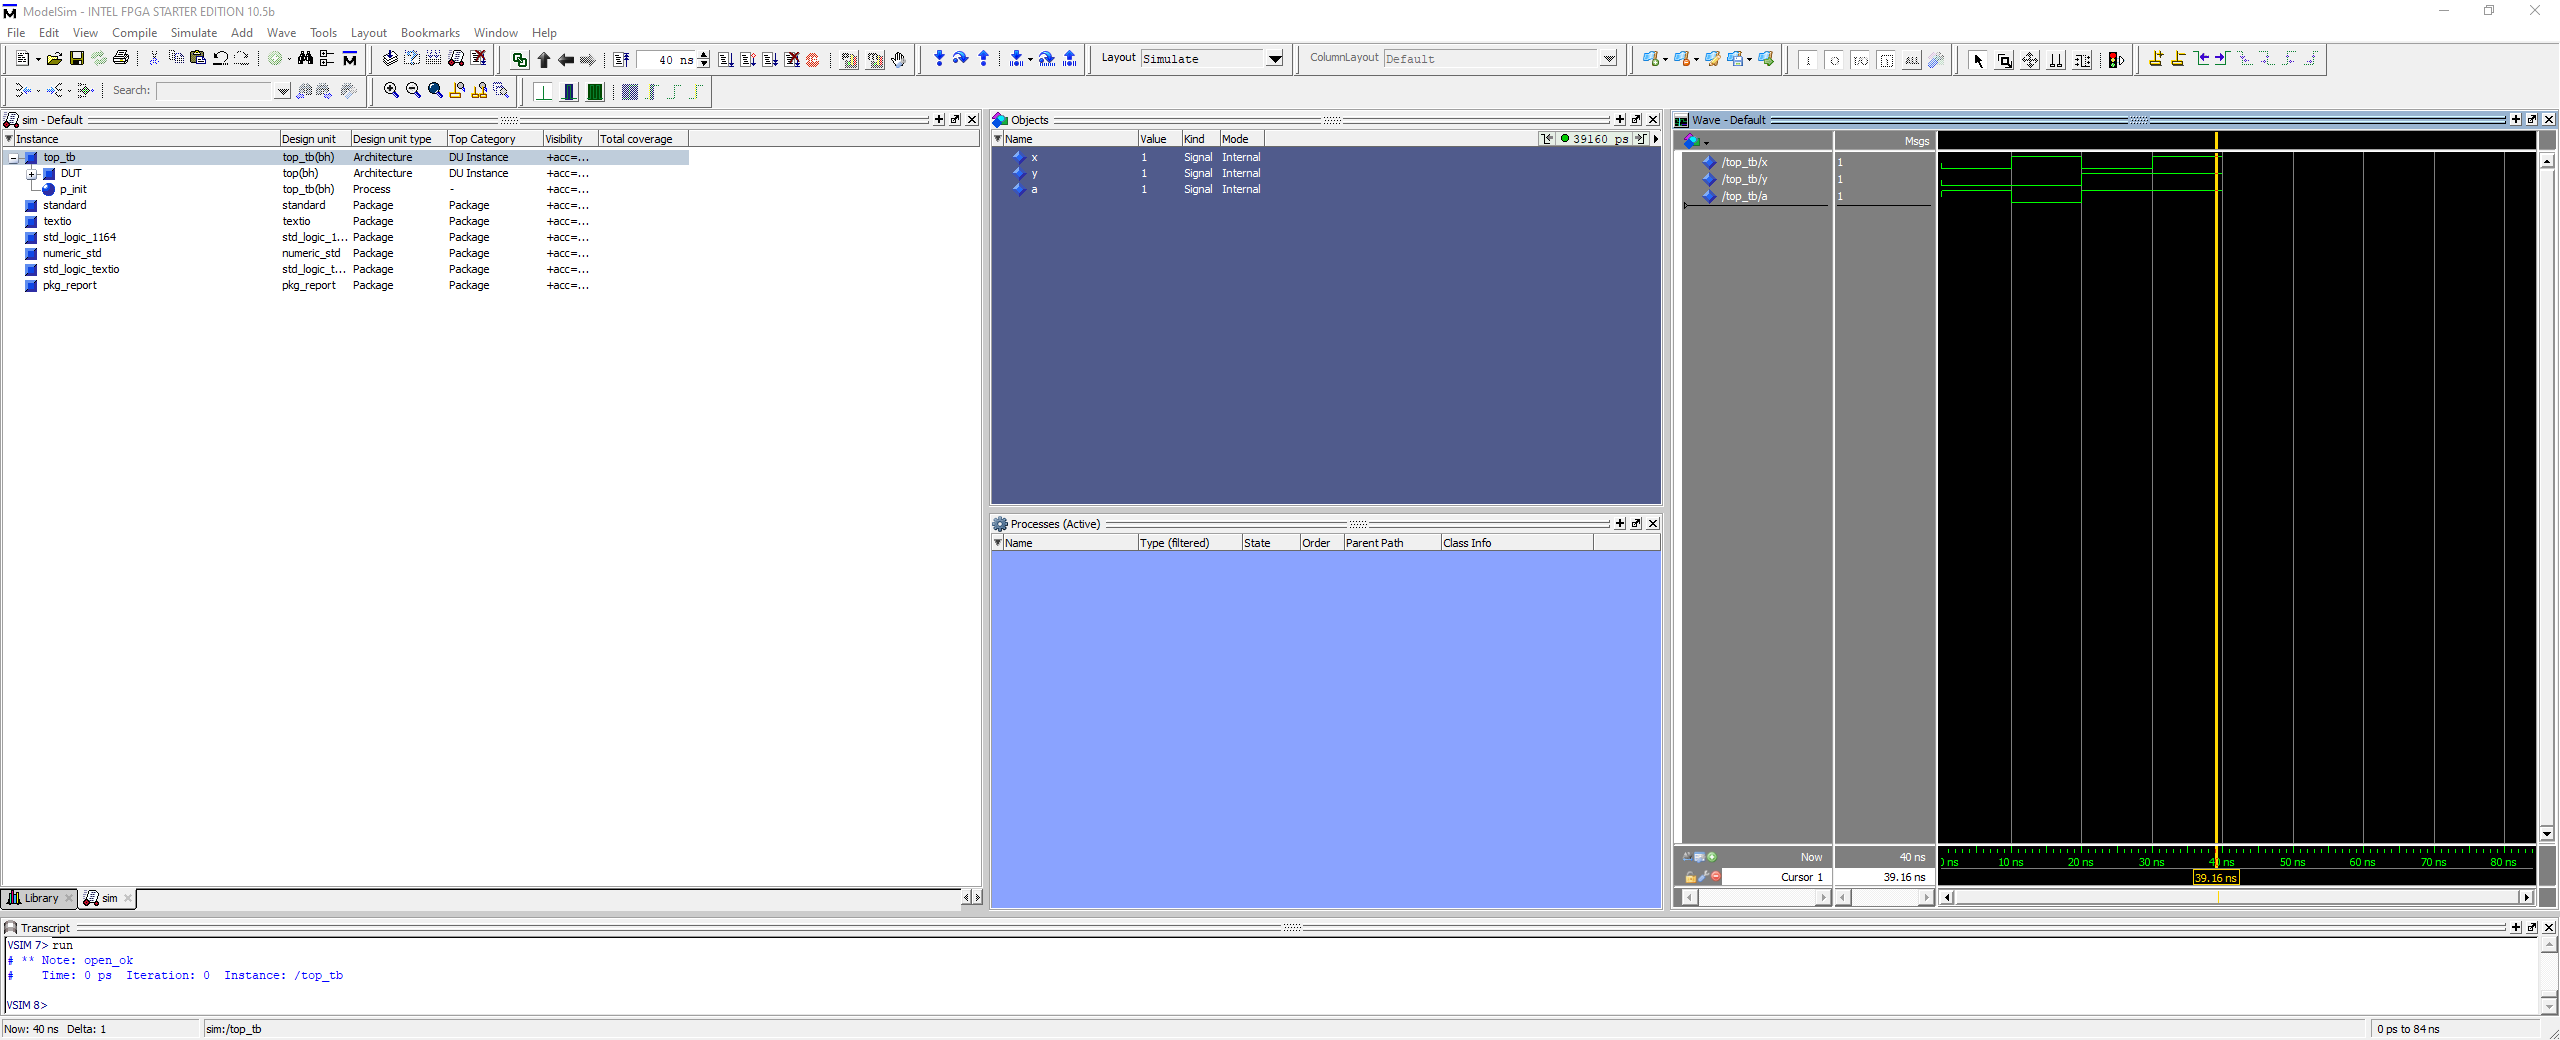 ModelSim - INTEL FPGA STARTER EDITION 10.5b
File Edit View Compile Simulate Add Wave Tools Layout Bookmarks Window Help
40 ns
Layout Simulate
ColumnLayout Default
Search:
sim - Default
Instance Design unit Design unit type Top Category Visibility Total coverage
top_tb top_tb(bh) Architecture DU Instance +acc=...
DUT top(bh) Architecture DU Instance +acc=...
p_init top_tb(bh) Process - +acc=...
standard standard Package Package +acc=...
textio textio Package Package +acc=...
std_logic_1164 std_logic_1... Package Package +acc=...
numeric_std numeric_std Package Package +acc=...
std_logic_textio std_logic_t... Package Package +acc=...
pkg_report pkg_report Package Package +acc=...
Library sim
Objects
Name Value Kind Mode 39160 ps
x 1 Signal Internal
y 1 Signal Internal
a 1 Signal Internal
Processes (Active)
Name Type (filtered) State Order Parent Path Class Info
Wave - Default
Msgs
/top_tb/x 1
/top_tb/y 1
/top_tb/a 1
Now 40 ns
ns 10 ns 20 ns 30 ns 40 ns 50 ns 60 ns 70 ns 80 ns
Cursor 1 39.16 ns 39.16 ns
Transcript
VSIM 7> run
# ** Note: open_ok
# Time: 0 ps Iteration: 0 Instance: /top_tb
VSIM 8>
Now: 40 ns Delta: 1 sim:/top_tb 0 ps to 84 ns